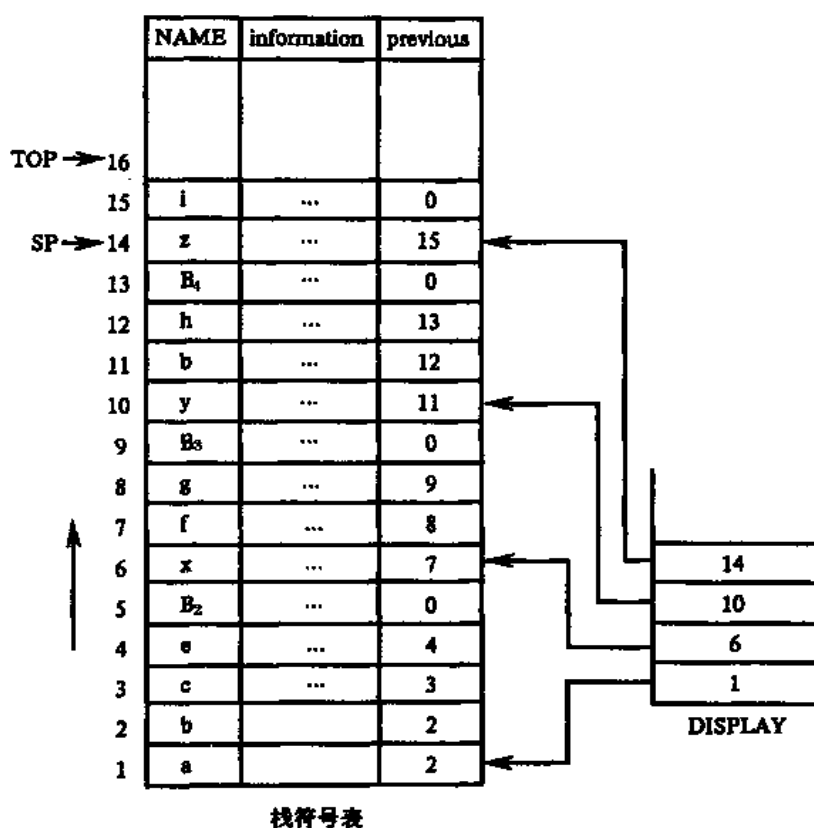 NAME information previous
TOP 16
15 i ... 0
SP 14 z ... 15
13 B₄ ... 0
12 h ... 13
11 b ... 12
10 y ... 11
9 B₃ ... 0
8 g ... 9
7 f ... 8
6 x ... 7
5 B₂ ... 0
4 e ... 4
3 c ... 3
2 b 2
1 a 2
14
10
6
1
DISPLAY
栈符号表